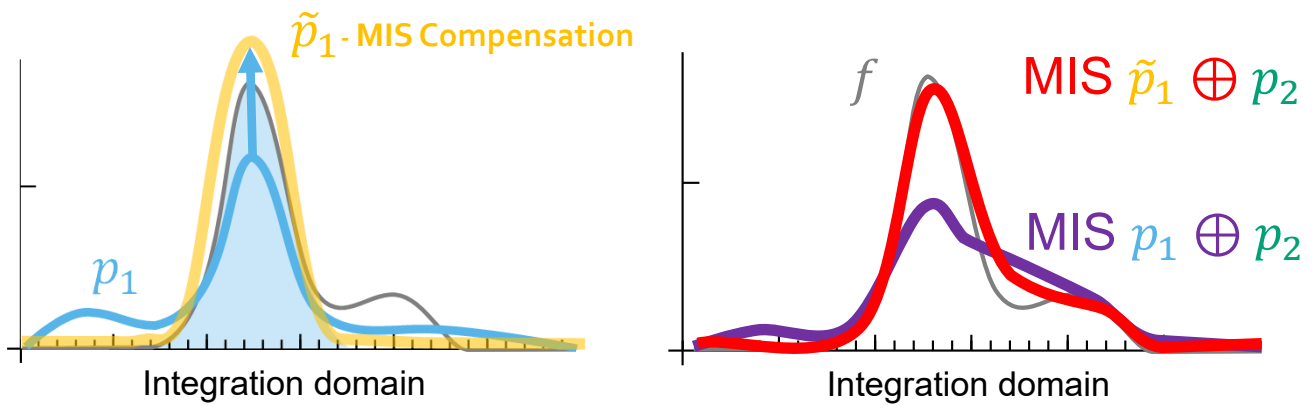 p̃₁ - MIS Compensation
p₁
Integration domain
f
MIS p̃₁ ⊕ p₂
MIS p₁ ⊕ p₂
Integration domain